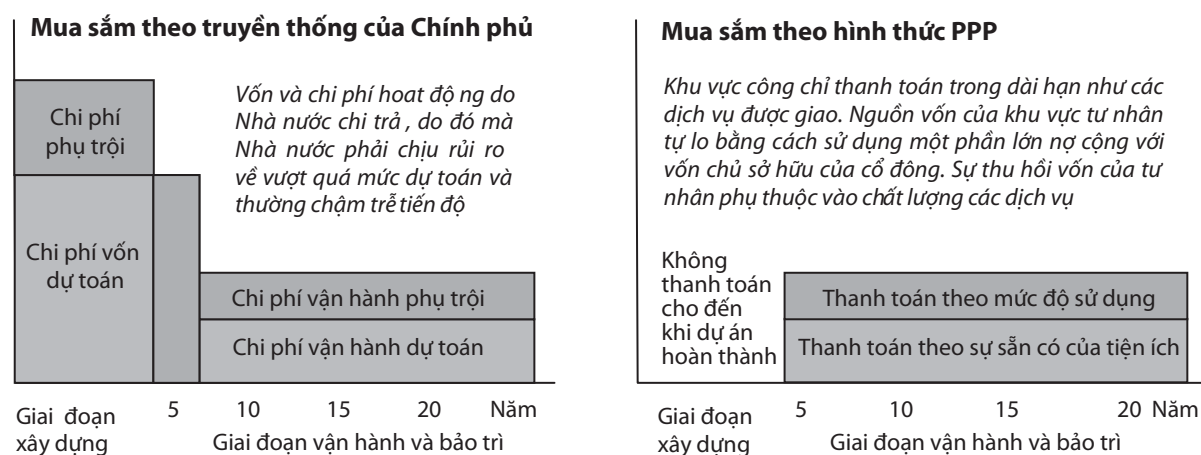 Mua sắm theo truyền thống của Chính phủ
Vốn và chi phí hoat độ ng do
Nhà nước chi trả , do đó mà
Nhà nước phải chịu rủi ro
về vượt quá mức dự toán và
thường chậm trễ tiến độ
Chi phí
phụ trội
Chi phí vốn
dự toán
Chi phí vận hành phụ trội
Chi phí vận hành dự toán
Giai đoạn
xây dựng
5 10 15 20 Năm
Giai đoạn vận hành và bảo trì
Mua sắm theo hình thức PPP
Khu vực công chỉ thanh toán trong dài hạn như các
dịch vụ được giao. Nguồn vốn của khu vực tư nhân
tự lo bằng cách sử dụng một phần lớn nợ cộng với
vốn chủ sở hữu của cổ đông. Sự thu hồi vốn của tư
nhân phụ thuộc vào chất lượng các dịch vụ
Không
thanh toán
cho đến
khi dự án
hoàn thành
Thanh toán theo mức độ sử dụng
Thanh toán theo sự sẵn có của tiện ích
Giai đoạn
xây dựng
5 10 15 20 Năm
Giai đoạn vận hành và bảo trì